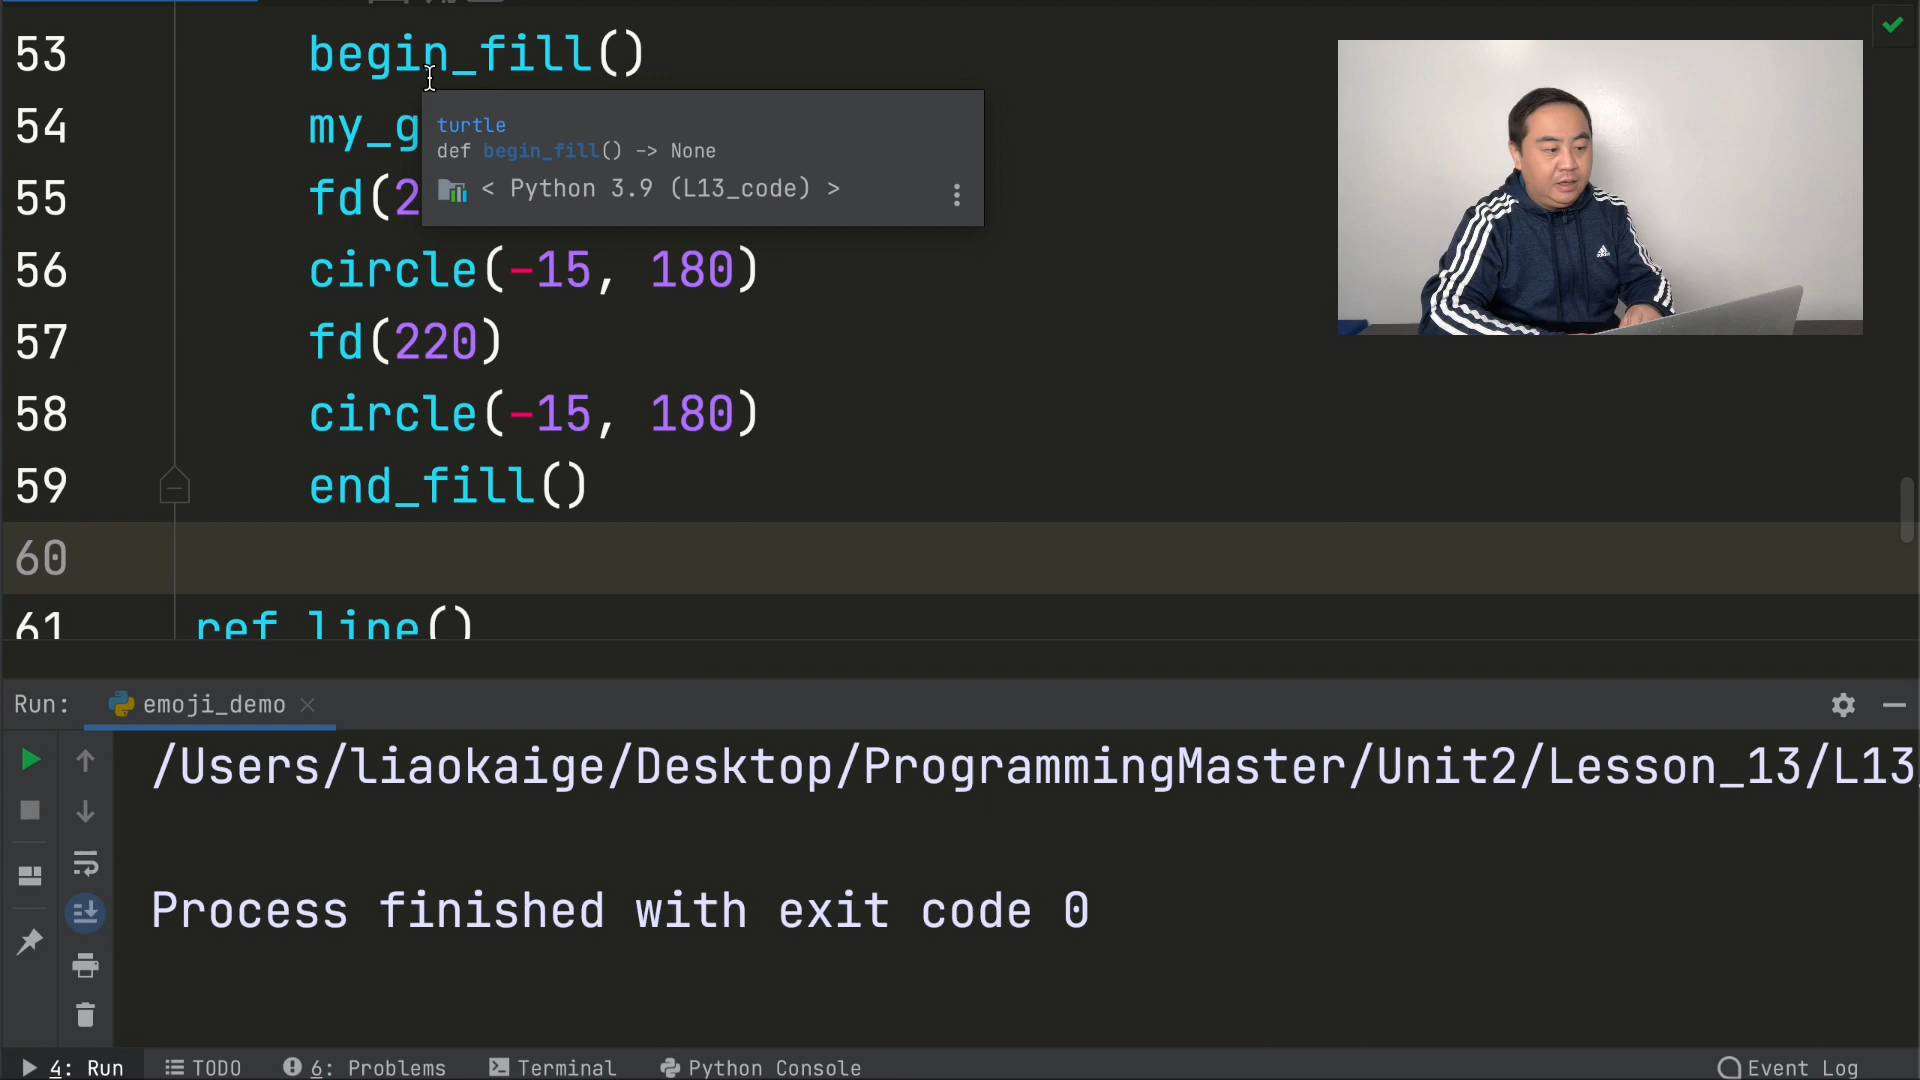 53 begin_fill()
54 my_g
55 fd(2
turtle
def begin_fill() -> None
< Python 3.9 (L13_code) >
56 circle(-15, 180)
57 fd(220)
58 circle(-15, 180)
59 end_fill()
60
61 ref_line()
adidas
Run: emoji_demo
/Users/liaokaige/Desktop/ProgrammingMaster/Unit2/Lesson_13/L13
Process finished with exit code 0
4: Run TODO 6: Problems Terminal Python Console Event Log